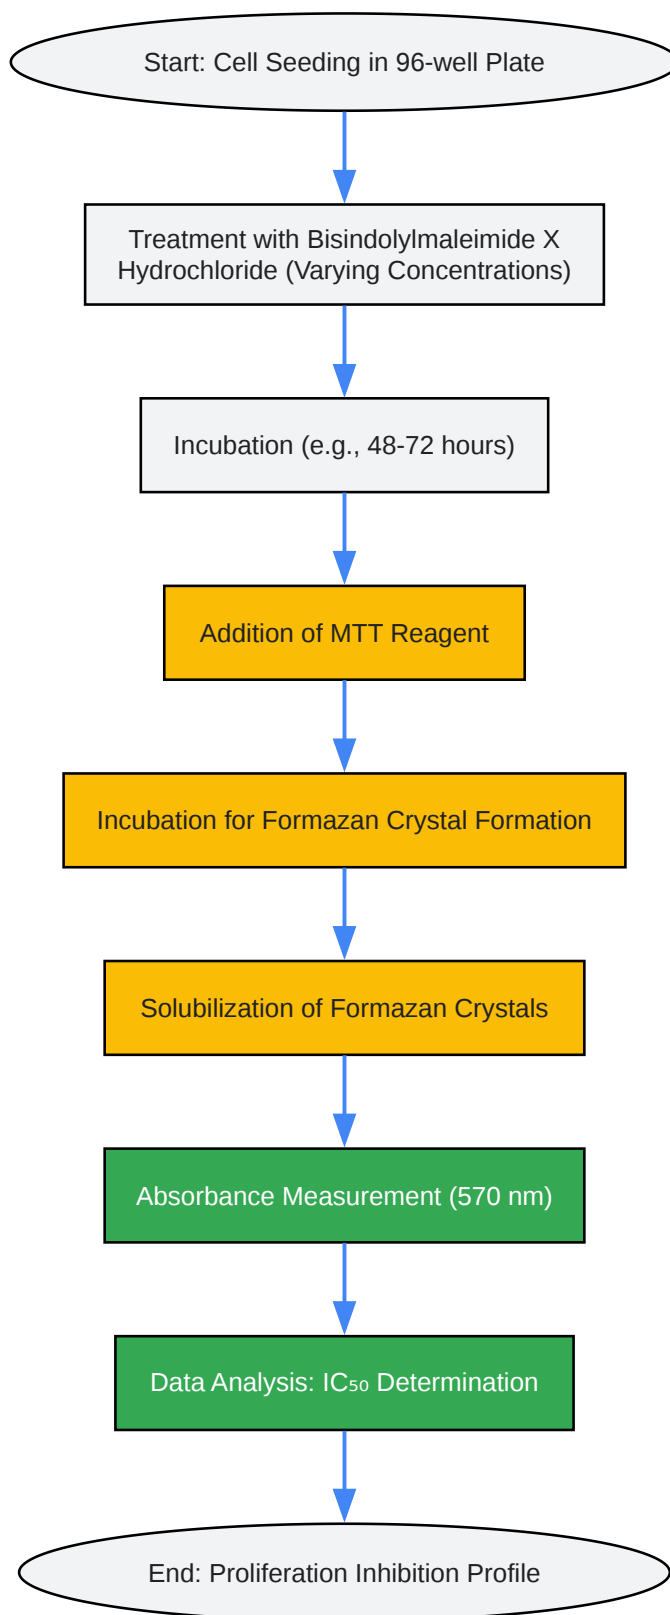 Start: Cell Seeding in 96-well Plate
Treatment with Bisindolylmaleimide X
Hydrochloride (Varying Concentrations)
Incubation (e.g., 48-72 hours)
Addition of MTT Reagent
Incubation for Formazan Crystal Formation
Solubilization of Formazan Crystals
Absorbance Measurement (570 nm)
Data Analysis: IC₅₀ Determination
End: Proliferation Inhibition Profile